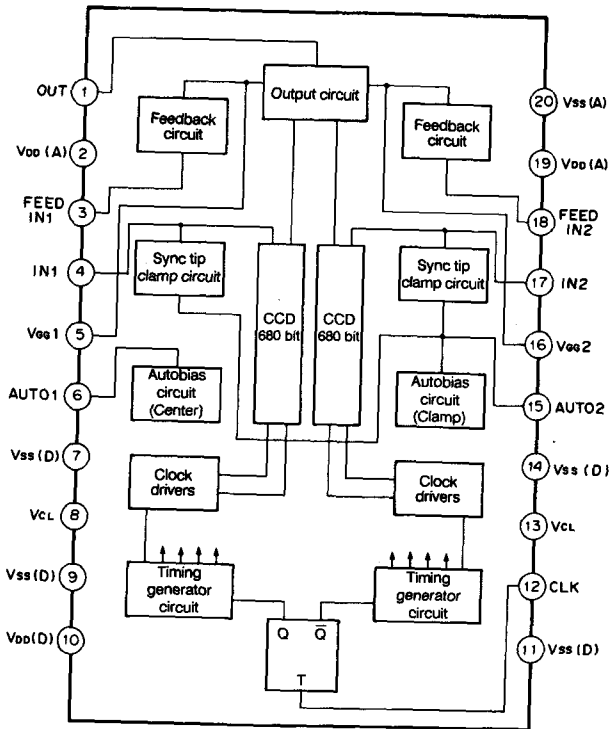 OUT
1
VDD (A)
2
FEED
IN1
3
IN1
4
VGG1
5
AUTO1
6
VSS(D)
7
VCL
8
VSS(D)
9
VDD(D)
10
Output circuit
Feedback
circuit
Feedback
circuit
Sync tip
clamp circuit
Sync tip
clamp circuit
CCD
680 bit
CCD
680 bit
Autobias
circuit
(Center)
Autobias
circuit
(Clamp)
Clock
drivers
Clock
drivers
Timing
generator
circuit
Timing
generator
circuit
Q Q̅
T
20
VSS(A)
19
VDD(A)
18
FEED
IN2
17
IN2
16
VGG2
15
AUTO2
14
VSS(D)
13
VCL
12
CLK
11
VSS(D)